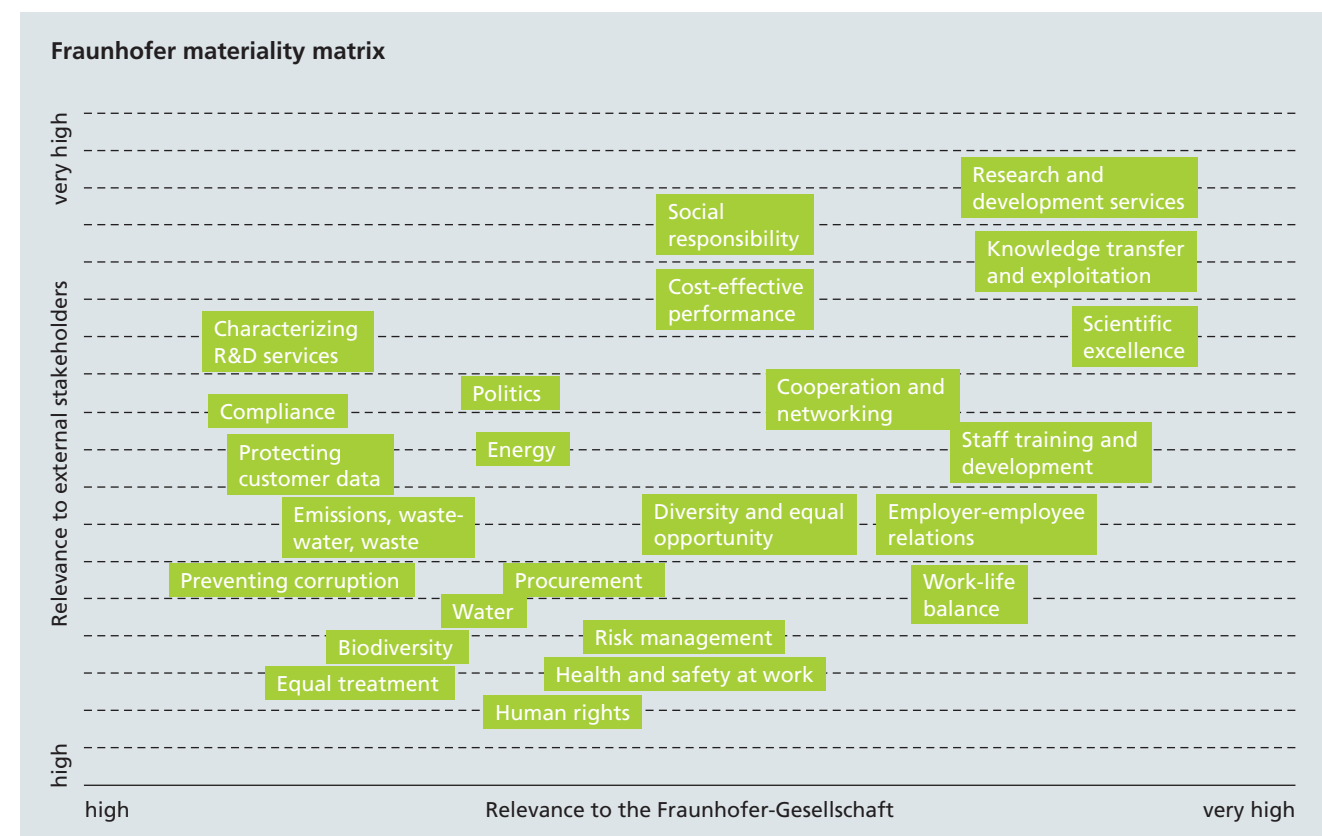 Fraunhofer materiality matrix
very high
Relevance to external stakeholders
high
Research and
development services
Social
responsibility
Knowledge transfer
and exploitation
Cost-effective
performance
Scientific
excellence
Characterizing
R&D services
Politics
Cooperation and
networking
Compliance
Staff training and
development
Energy
Protecting
customer data
Emissions, waste-
water, waste
Diversity and equal
opportunity
Employer-employee
relations
Preventing corruption
Procurement
Work-life
balance
Water
Risk management
Biodiversity
Health and safety at work
Equal treatment
Human rights
high
Relevance to the Fraunhofer-Gesellschaft
very high